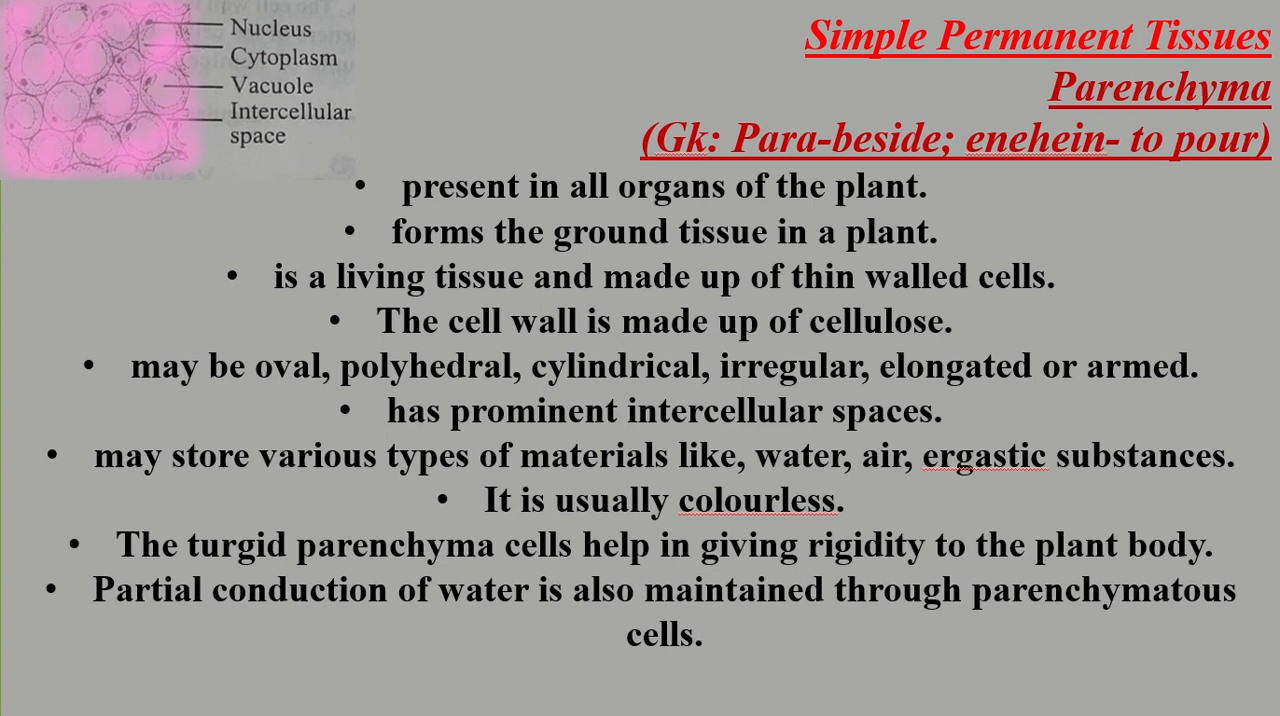 Nucleus
Cytoplasm
Vacuole
Intercellular
space
Simple Permanent Tissues
Parenchyma
(Gk: Para-beside; enehein- to pour)
• present in all organs of the plant.
• forms the ground tissue in a plant.
• is a living tissue and made up of thin walled cells.
• The cell wall is made up of cellulose.
• may be oval, polyhedral, cylindrical, irregular, elongated or armed.
• has prominent intercellular spaces.
• may store various types of materials like, water, air, ergastic substances.
• It is usually colourless.
• The turgid parenchyma cells help in giving rigidity to the plant body.
• Partial conduction of water is also maintained through parenchymatous
cells.